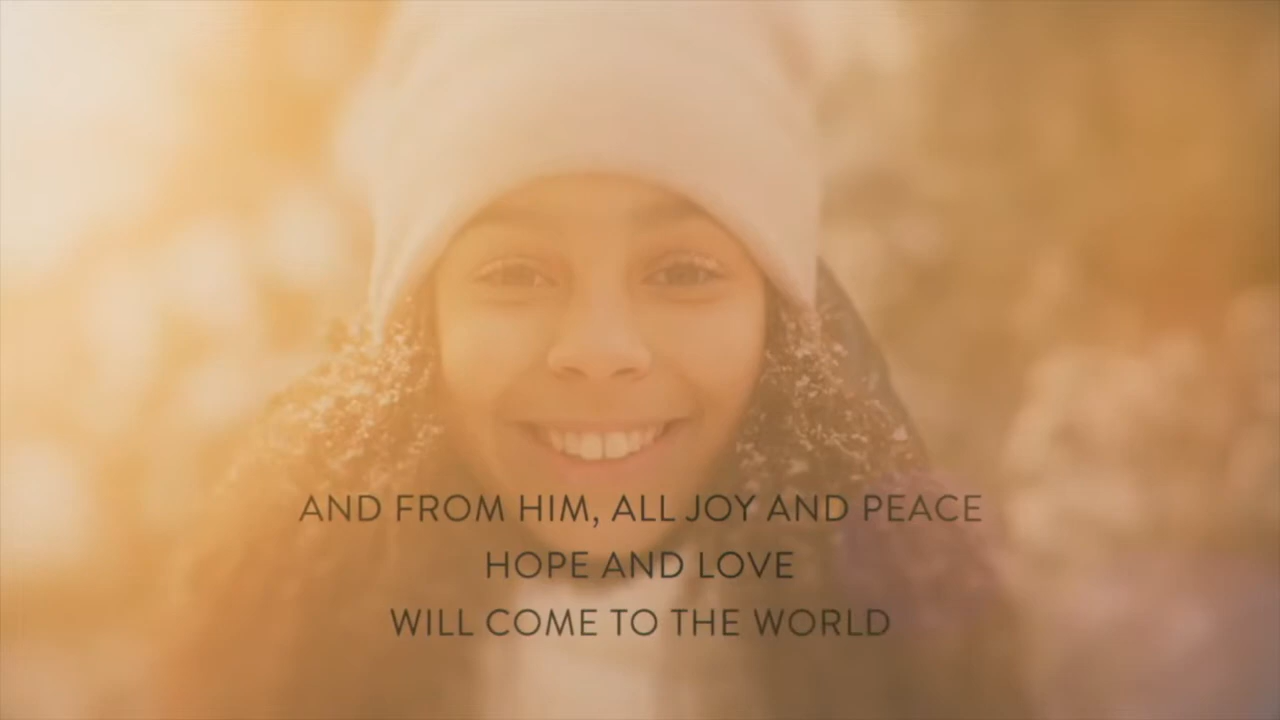 AND FROM HIM, ALL JOY AND PEACE
HOPE AND LOVE
WILL COME TO THE WORLD